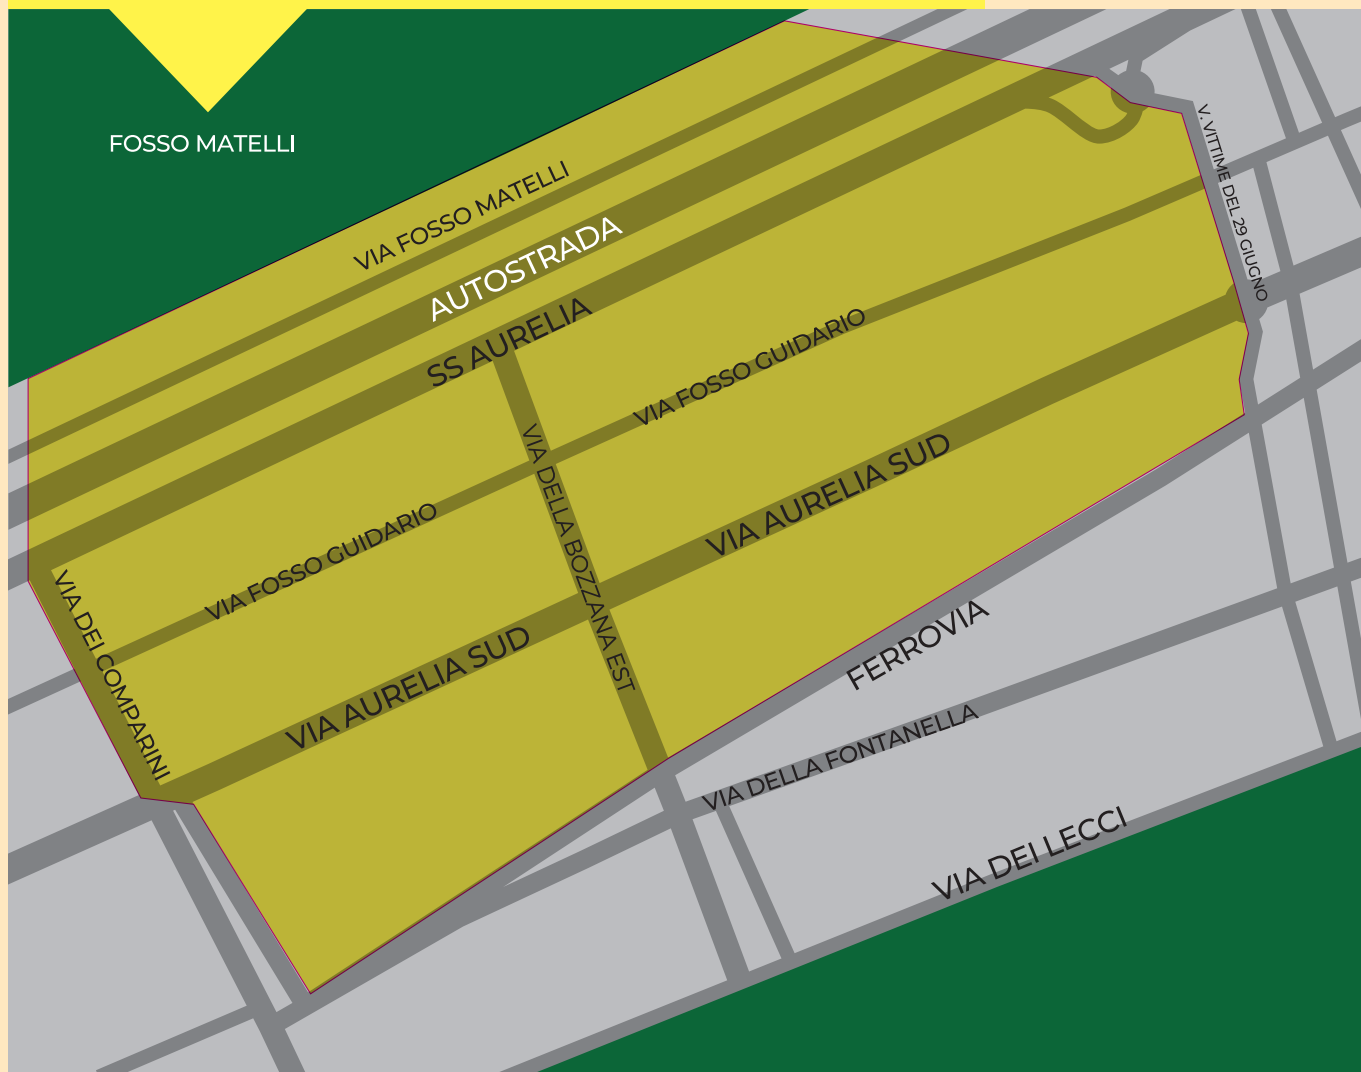 FOSSO MATELLI
VIA FOSSO MATELLI
AUTOSTRADA
SS AURELIA
V. VITTIME DEL 29 GIUGNO
VIA FOSSO GUIDARIO
VIA DELLA BOZZANA EST
VIA AURELIA SUD
VIA FOSSO GUIDARIO
VIA DEI COMPARINI
VIA AURELIA SUD
FERROVIA
VIA DELLA FONTANELLA
VIA DEI LECCI